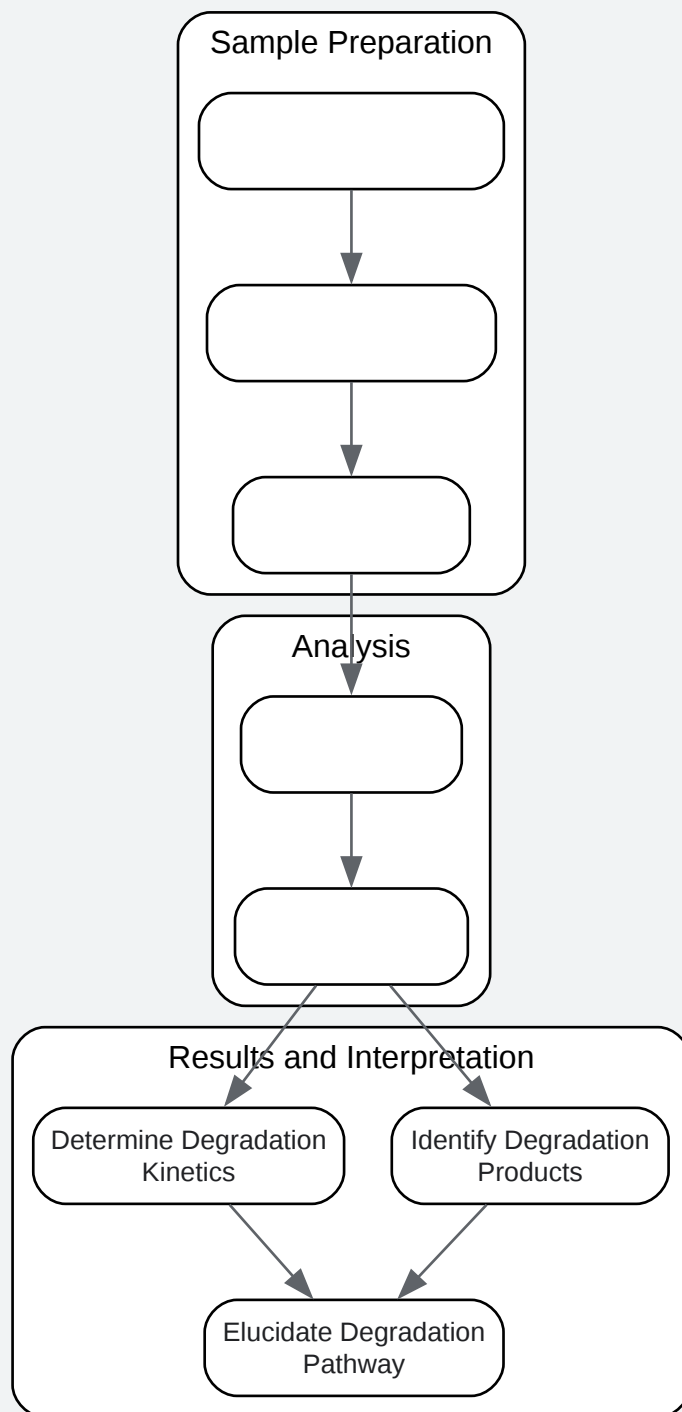 Sample Preparation
Analysis
Results and Interpretation
Determine Degradation
Kinetics
Identify Degradation
Products
Elucidate Degradation
Pathway